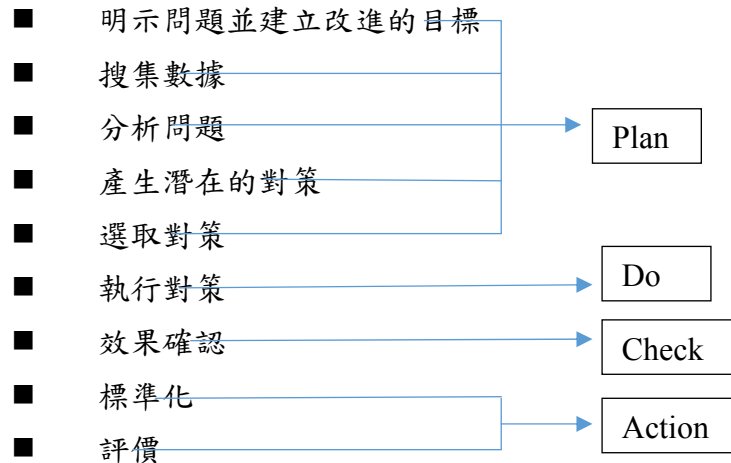 ■ 明示問題並建立改進的目標
■ 搜集數據
■ 分析問題
Plan
■ 產生潛在的對策
■ 選取對策
■ 執行對策
Do
■ 效果確認
Check
■ 標準化
Action
■ 評價